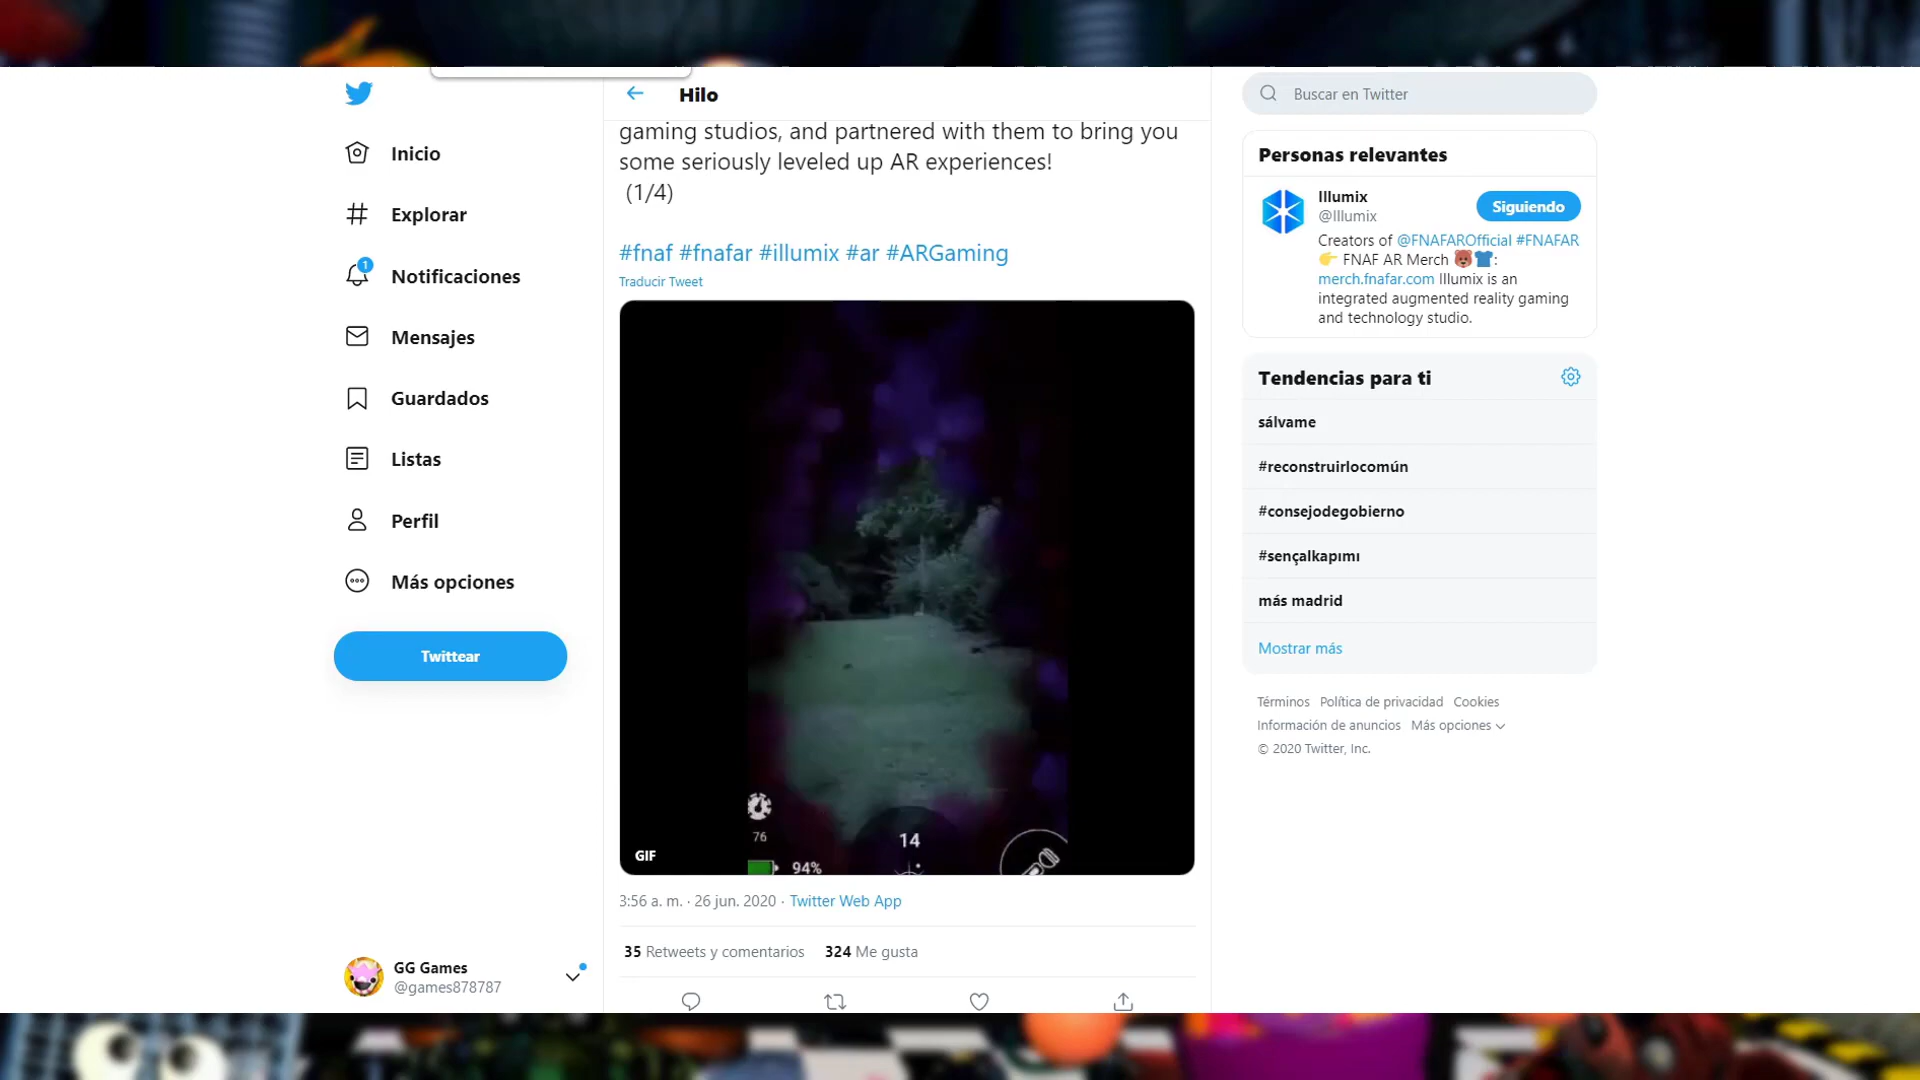 Inicio
Explorar
1
Notificaciones
Mensajes
Guardados
Listas
Perfil
Más opciones
Twittear
GG Games
@games878787
Hilo
gaming studios, and partnered with them to bring you
some seriously leveled up AR experiences!
(1/4)
#fnaf #fnafar #illumix #ar #ARGaming
Traducir Tweet
76
14
94%
GIF
3:56 a. m. · 26 jun. 2020 · Twitter Web App
35 Retweets y comentarios 324 Me gusta
Buscar en Twitter
Personas relevantes
Illumix
@Illumix
Siguiendo
Creators of @FNAFAROfficial #FNAFAR
👉 FNAF AR Merch 🐻👕:
merch.fnafar.com Illumix is an
integrated augmented reality gaming
and technology studio.
Tendencias para ti
sálvame
#reconstruirlocomún
#consejodegobierno
#sençalkapımı
más madrid
Mostrar más
Términos Política de privacidad Cookies
Información de anuncios Más opciones
© 2020 Twitter, Inc.